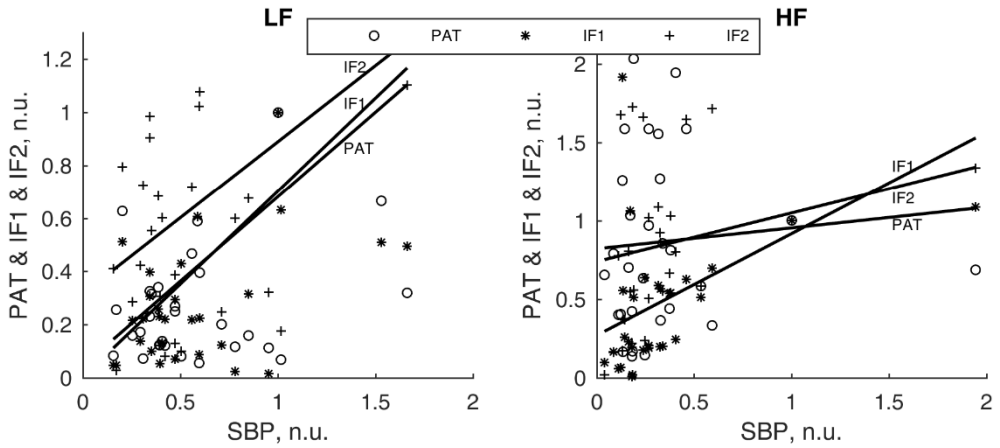 LF HF
PAT IF1 IF2
PAT & IF1 & IF2, n.u.
1.2
1
0.8
0.6
0.4
0.2
0
0 0.5 1 1.5 2
SBP, n.u.
IF2
IF1
PAT
PAT & IF1 & IF2, n.u.
2
1.5
1
0.5
0
0 0.5 1 1.5 2
SBP, n.u.
IF1
IF2
PAT